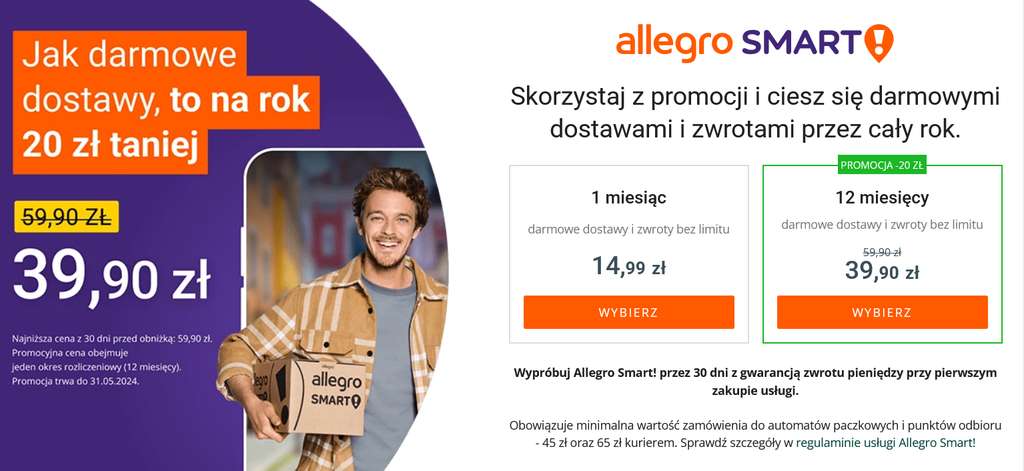 Jak darmowe
dostawy, to na rok
20 zł taniej
59,90 ZŁ
39,90 zł
Najniższa cena z 30 dni przed obniżką: 59,90 zł.
Promocyjna cena obejmuje
jeden okres rozliczeniowy (12 miesięcy).
Promocja trwa do 31.05.2024.
allegro
allegro
SMART!
allegro SMART!
Skorzystaj z promocji i ciesz się darmowymi
dostawami i zwrotami przez cały rok.
1 miesiąc
darmowe dostawy i zwroty bez limitu
14,99 zł
WYBIERZ
PROMOCJA -20 ZŁ
12 miesięcy
darmowe dostawy i zwroty bez limitu
59,90 zł
39,90 zł
WYBIERZ
Wypróbuj Allegro Smart! przez 30 dni z gwarancją zwrotu pieniędzy przy pierwszym
zakupie usługi.
Obowiązuje minimalna wartość zamówienia do automatów paczkowych i punktów odbioru
- 45 zł oraz 65 zł kurierem. Sprawdź szczegóły w regulaminie usługi Allegro Smart!